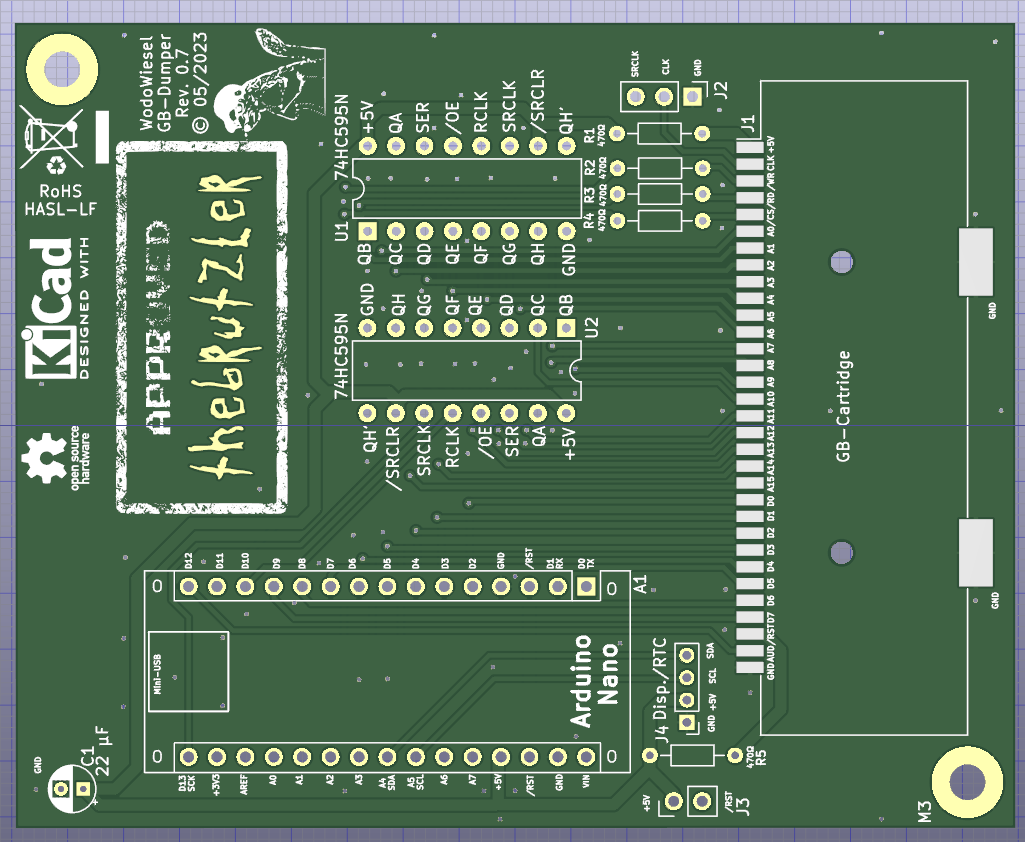 WodoWiesel
GB-Dumper
Rev. 0.7
© 05/2023
RoHS
HASL-LF
KiCad
DESIGNED WITH
open source
hardware
thebrutzler
74HC595N
+5V
QA
SER
/OE
RCLK
SRCLK
/SRCLR
QH'
U1
QB
QC
QD
QE
QF
QG
QH
GND
GND
QH
QG
QF
QE
QD
QC
QB
U2
74HC595N
QH'
/SRCLR
SRCLK
RCLK
/OE
SER
QA
+5V
SRCLK
CLK
GND
J2
R1
470Ω
R2
470Ω
R3
470Ω
R4
470Ω
J1
+5V
CLK
/WR
/RD
/CS
A0
A1
A2
A3
A4
A5
A6
A7
A8
A9
A10
A11
A12
A13
A14
A15
D0
D1
D2
D3
D4
D5
D6
D7
/RST
AUD
GND
GB-Cartridge
GND
GND
D12
D11
D10
D9
D8
D7
D6
D5
D4
D3
D2
GND
/RST
D1
RX
D0
TX
A1
Mini-USB
Arduino
Nano
D13
SCK
+3V3
AREF
A0
A1
A2
A3
A4
SDA
A5
SCL
A6
A7
+5V
/RST
GND
VIN
J4 Disp./RTC
SDA
SCL
+5V
GND
470Ω
R5
+5V
/RST
J3
GND
C1
22 µF
+
M3